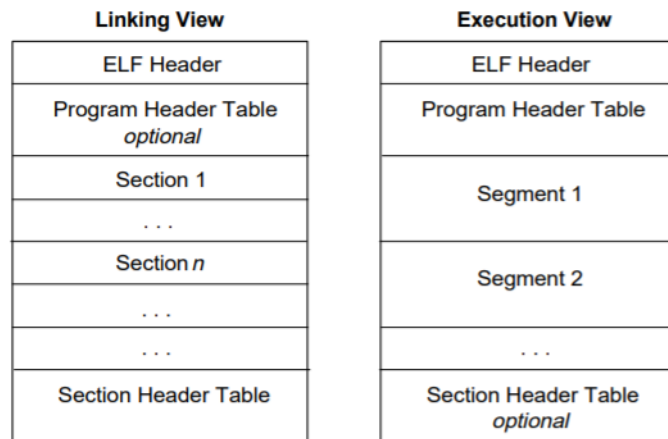 Linking View
ELF Header
Program Header Table
optional
Section 1
. . .
Section n
. . .
. . .
Section Header Table
Execution View
ELF Header
Program Header Table
Segment 1
Segment 2
. . .
Section Header Table
optional